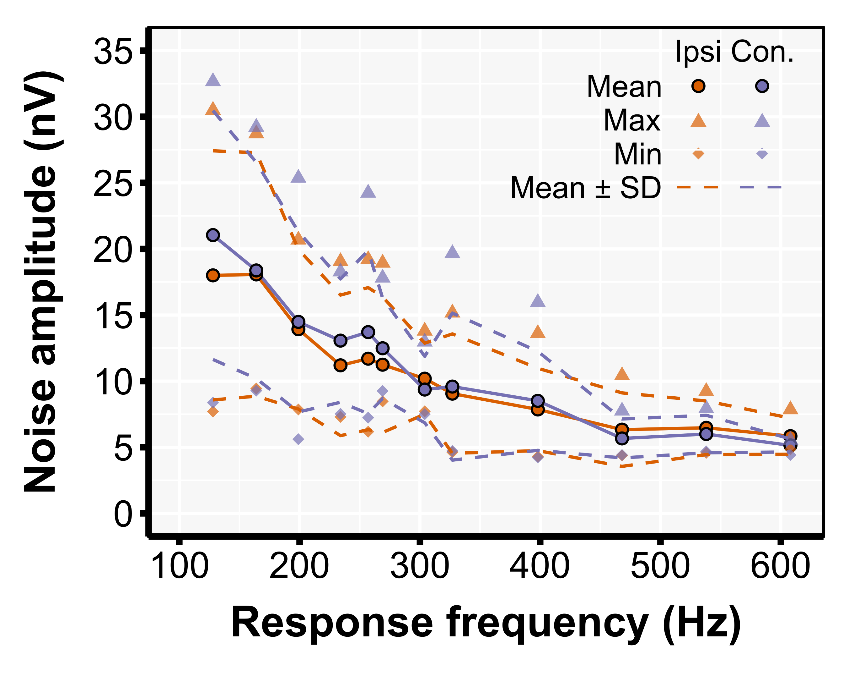 Noise amplitude (nV)
35
30
25
20
15
10
5
0
Ipsi Con.
Mean
Max
Min
Mean ± SD
100 200 300 400 500 600
Response frequency (Hz)